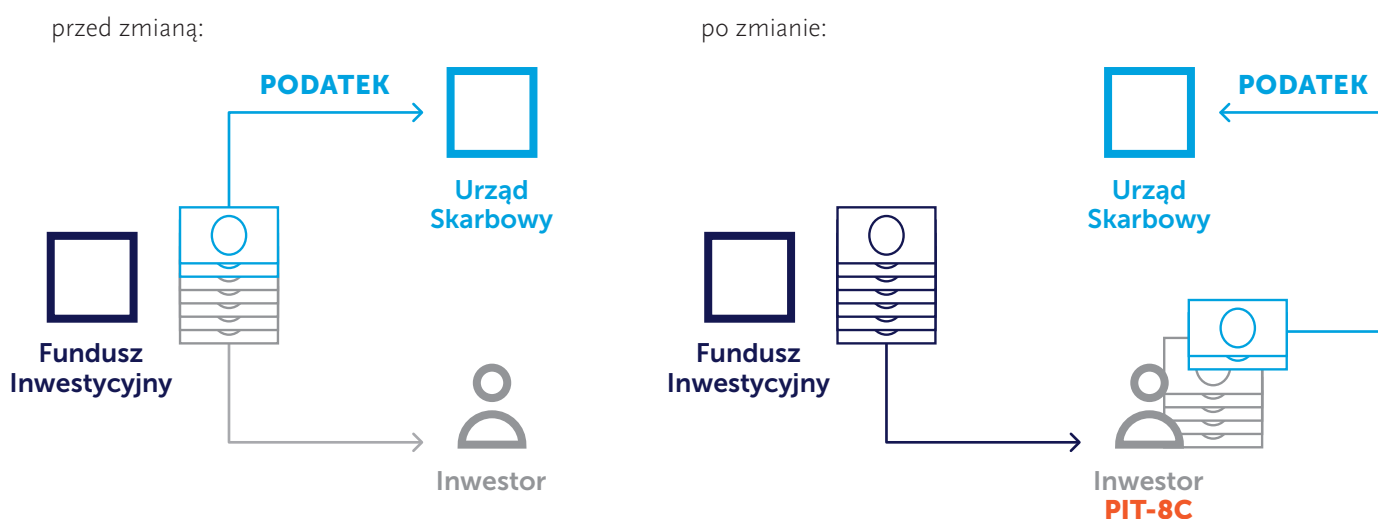 przed zmianą:
PODATEK
Urząd
Skarbowy
Fundusz
Inwestycyjny
Inwestor
po zmianie:
PODATEK
Urząd
Skarbowy
Fundusz
Inwestycyjny
Inwestor
PIT-8C